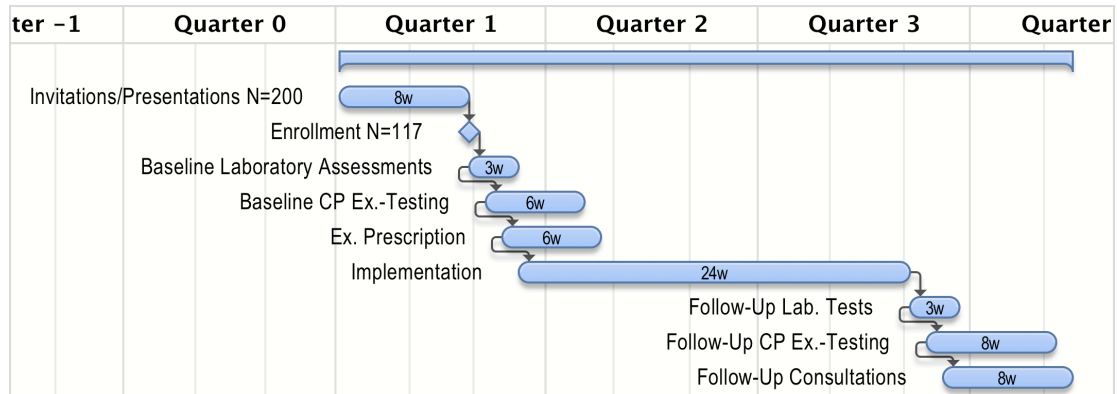 ter -1 Quarter 0 Quarter 1 Quarter 2 Quarter 3 Quarter
Invitations/Presentations N=200 8w
Enrollment N=117
Baseline Laboratory Assessments 3w
Baseline CP Ex.-Testing 6w
Ex. Prescription 6w
Implementation 24w
Follow-Up Lab. Tests 3w
Follow-Up CP Ex.-Testing 8w
Follow-Up Consultations 8w